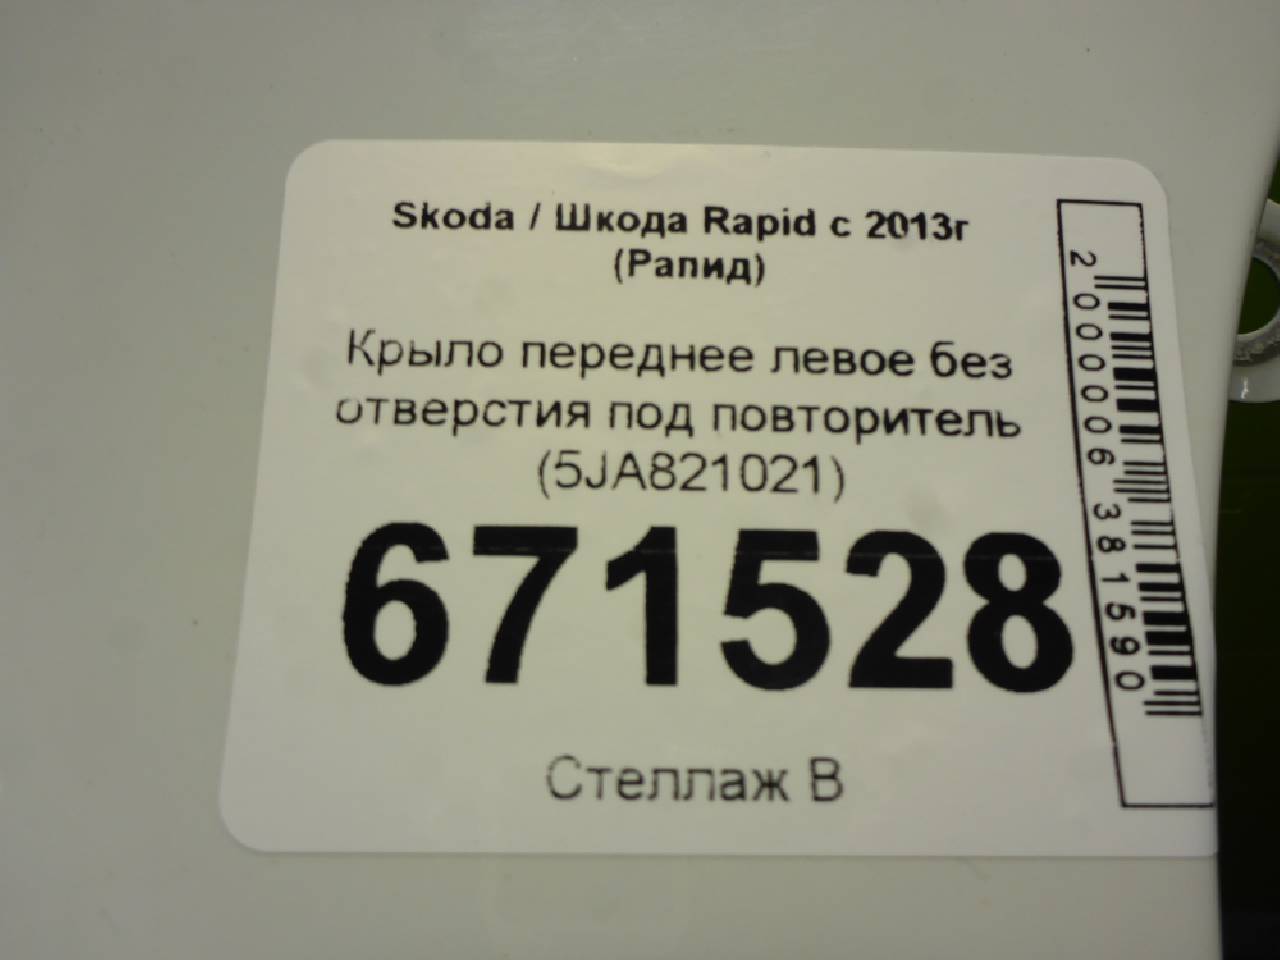 Skoda / Шкода Rapid с 2013г
(Рапид)
Крыло переднее левое без
отверстия под повторитель
(5JA821021)
671528
Стеллаж В
2000006381590